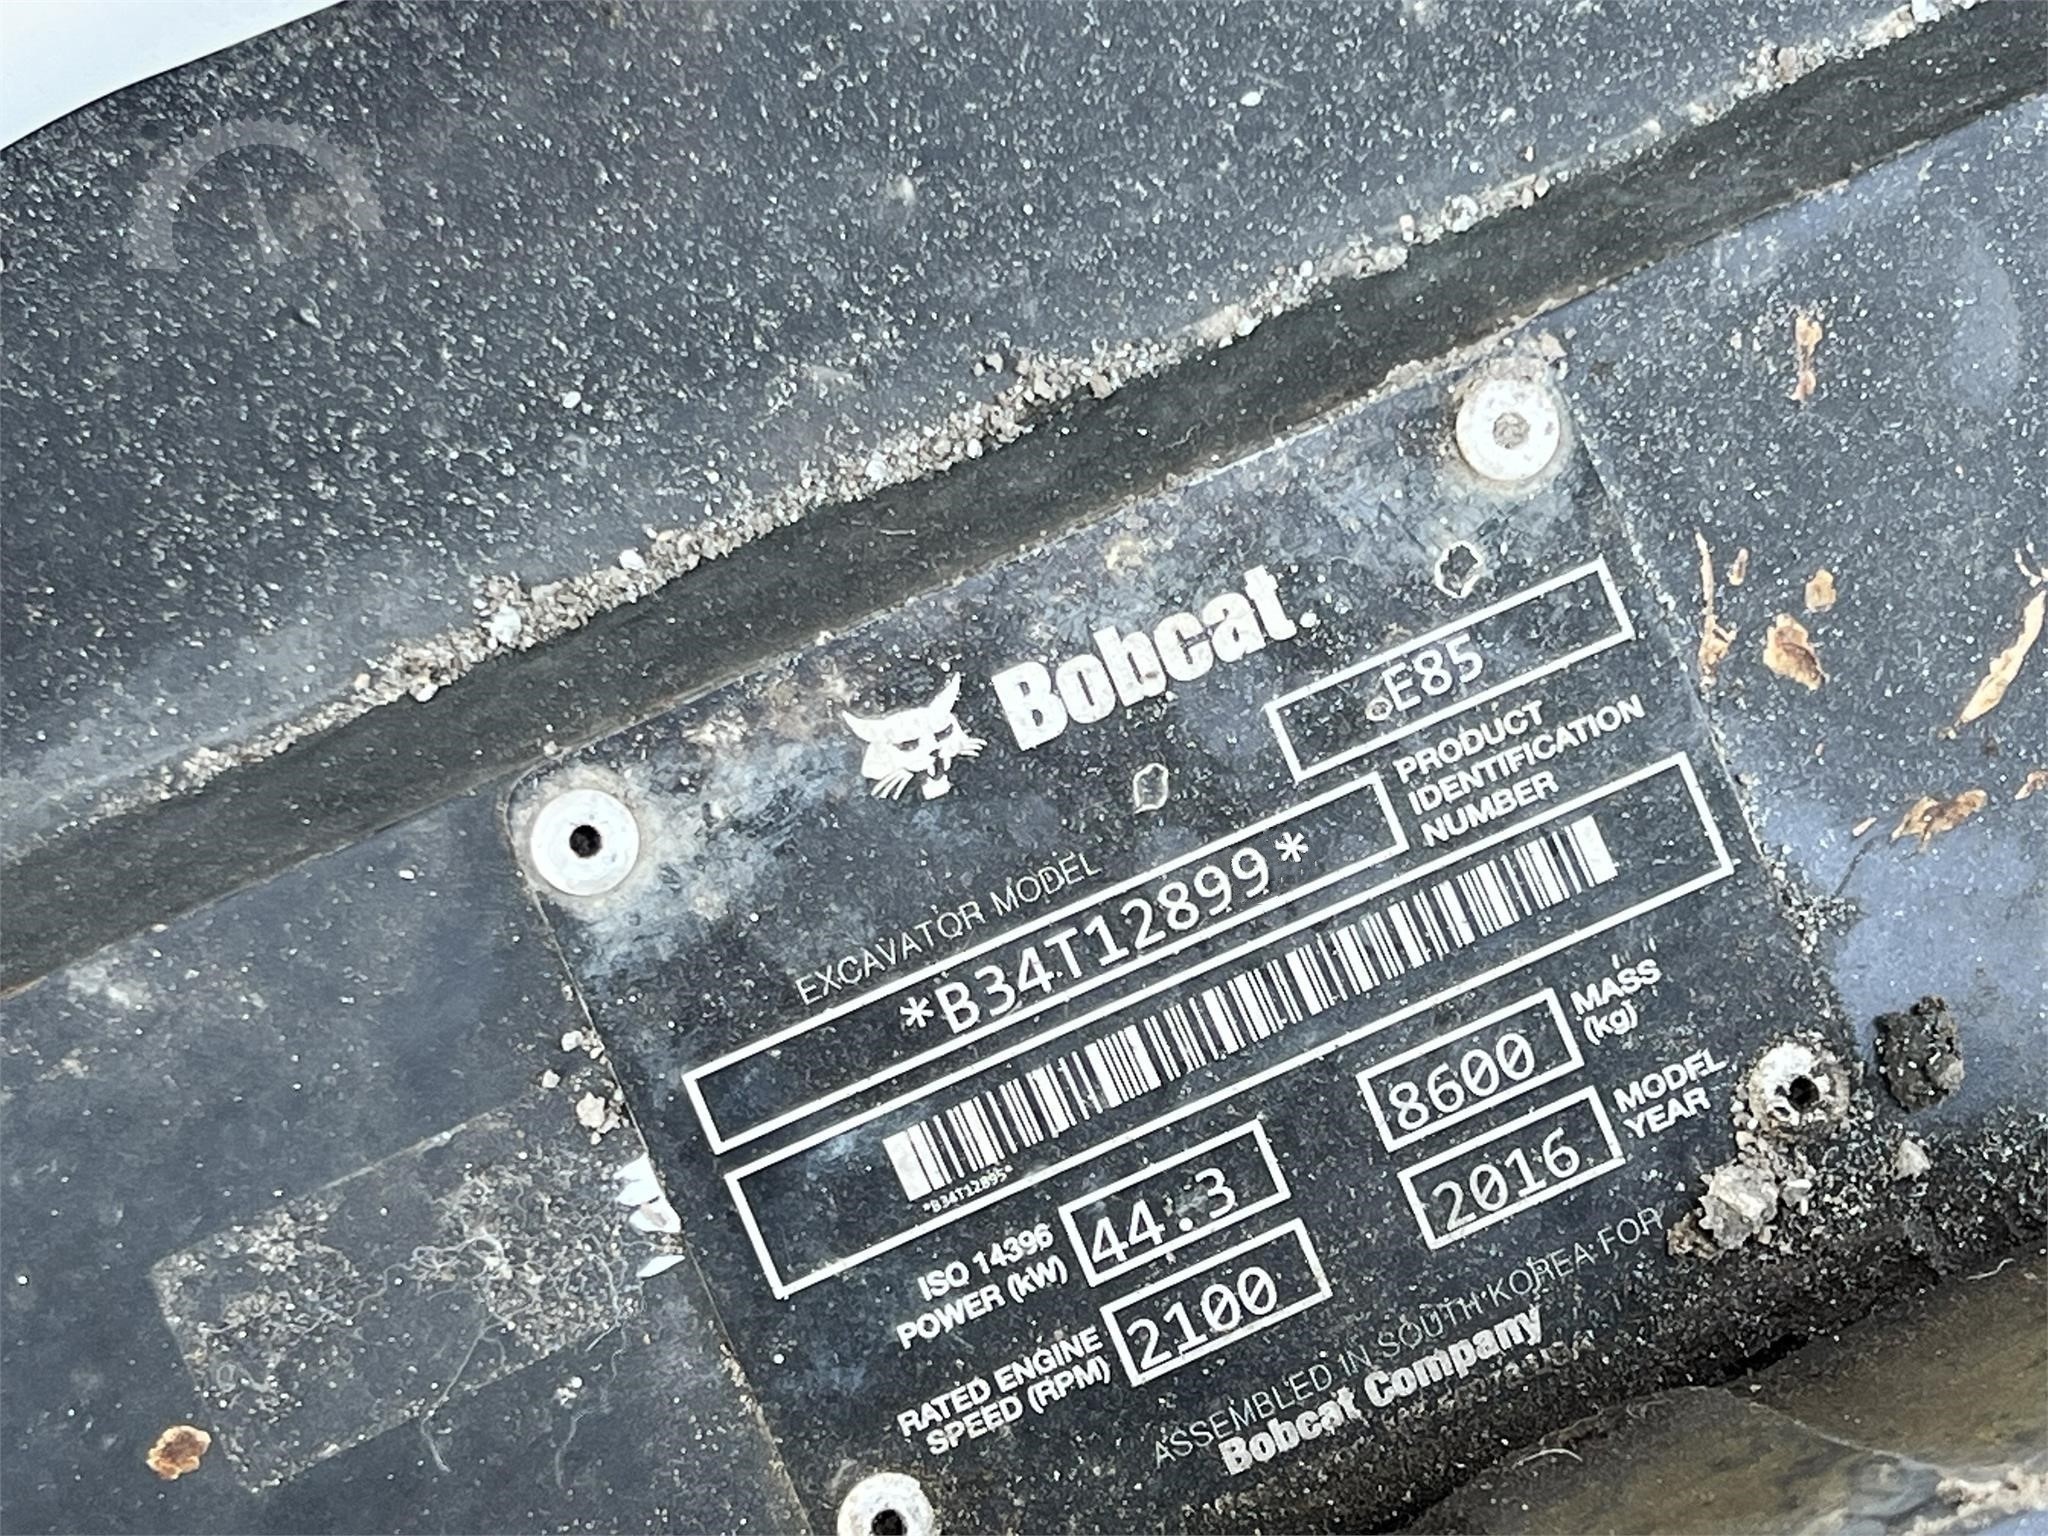 Bobcat.
EXCAVATOR MODEL
E85
PRODUCT
IDENTIFICATION
NUMBER
*B34T12899*
*B34T12895*
ISO 14396
POWER (kW)
44.3
8600
MASS
(kg)
RATED ENGINE
SPEED (RPM)
2100
2016
MODEL
YEAR
ASSEMBLED IN SOUTH KOREA FOR
Bobcat Company